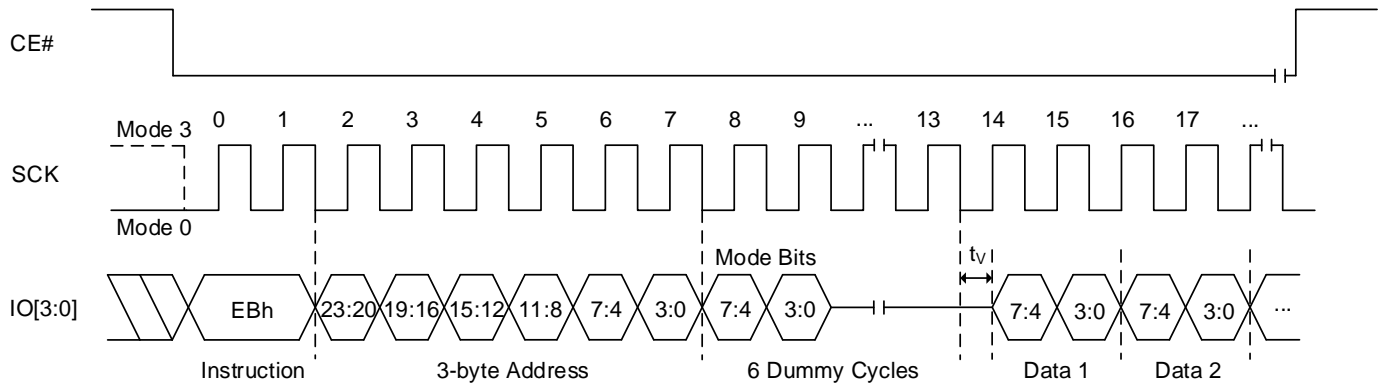 CE#
0 1 2 3 4 5 6 7 8 9 ... 13 14 15 16 17 ...
Mode 3
SCK
Mode 0
Mode Bits tV
IO[3:0] EBh 23:20 19:16 15:12 11:8 7:4 3:0 7:4 3:0 7:4 3:0 7:4 3:0 ...
Instruction 3-byte Address 6 Dummy Cycles Data 1 Data 2